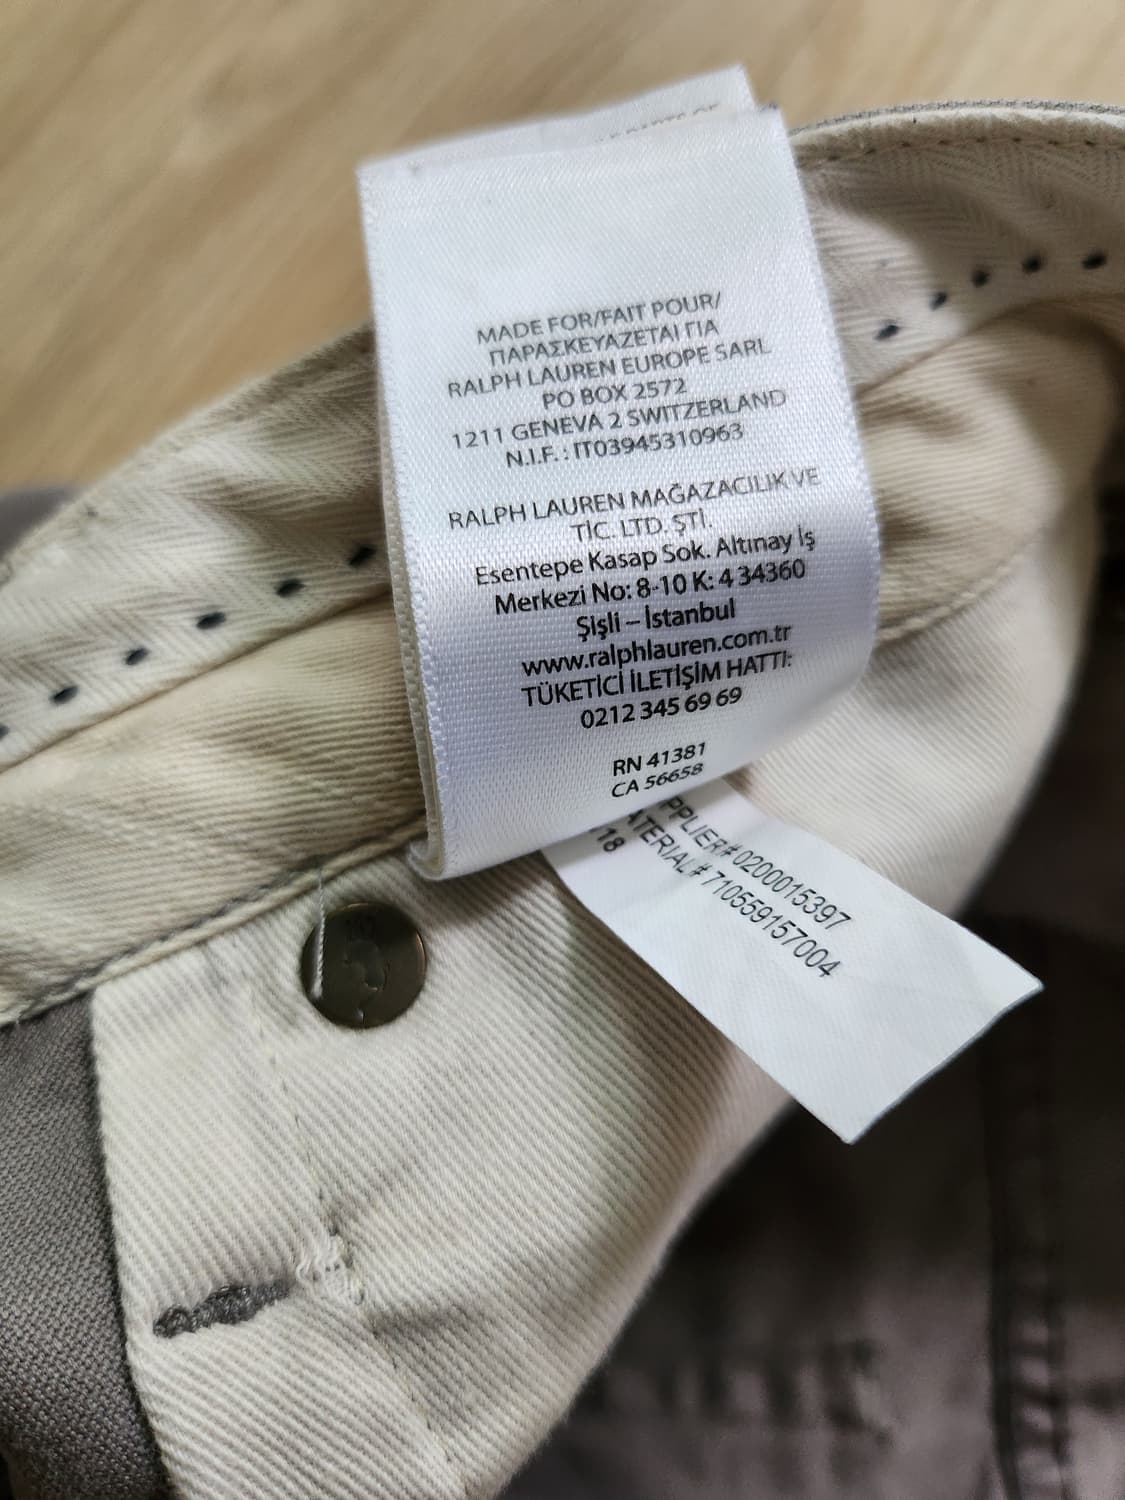 PARTS OF
MADE FOR/FAIT POUR/
ΠΑΡΑΣΚΕΥΑΖΕΤΑΙ ΓΙΑ
RALPH LAUREN EUROPE SARL
PO BOX 2572
1211 GENEVA 2 SWITZERLAND
N.I.F. : IT03945310963
RALPH LAUREN MAĞAZACILIK VE
TİC. LTD. ŞTİ.
Esentepe Kasap Sok. Altınay İş
Merkezi No: 8-10 K: 4 34360
Şişli – İstanbul
www.ralphlauren.com.tr
TÜKETİCİ İLETİŞİM HATTI:
0212 345 69 69
RN 41381
CA 56658
PPLIER# 0200015397
ATERIAL# 710559157004
/18